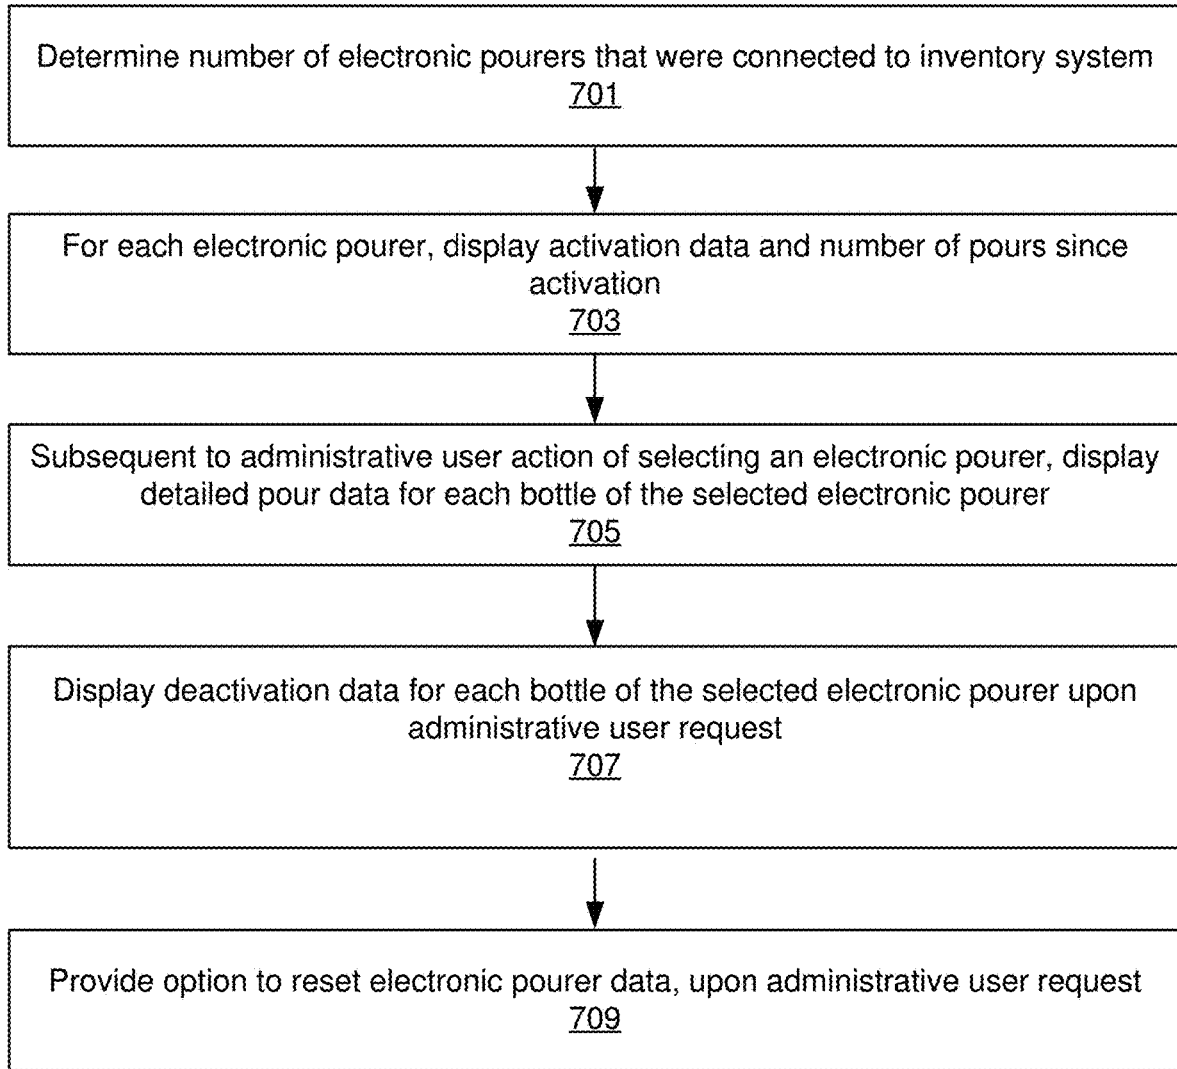 Determine number of electronic pourers that were connected to inventory system
701
For each electronic pourer, display activation data and number of pours since
activation
703
Subsequent to administrative user action of selecting an electronic pourer, display
detailed pour data for each bottle of the selected electronic pourer
705
Display deactivation data for each bottle of the selected electronic pourer upon
administrative user request
707
Provide option to reset electronic pourer data, upon administrative user request
709